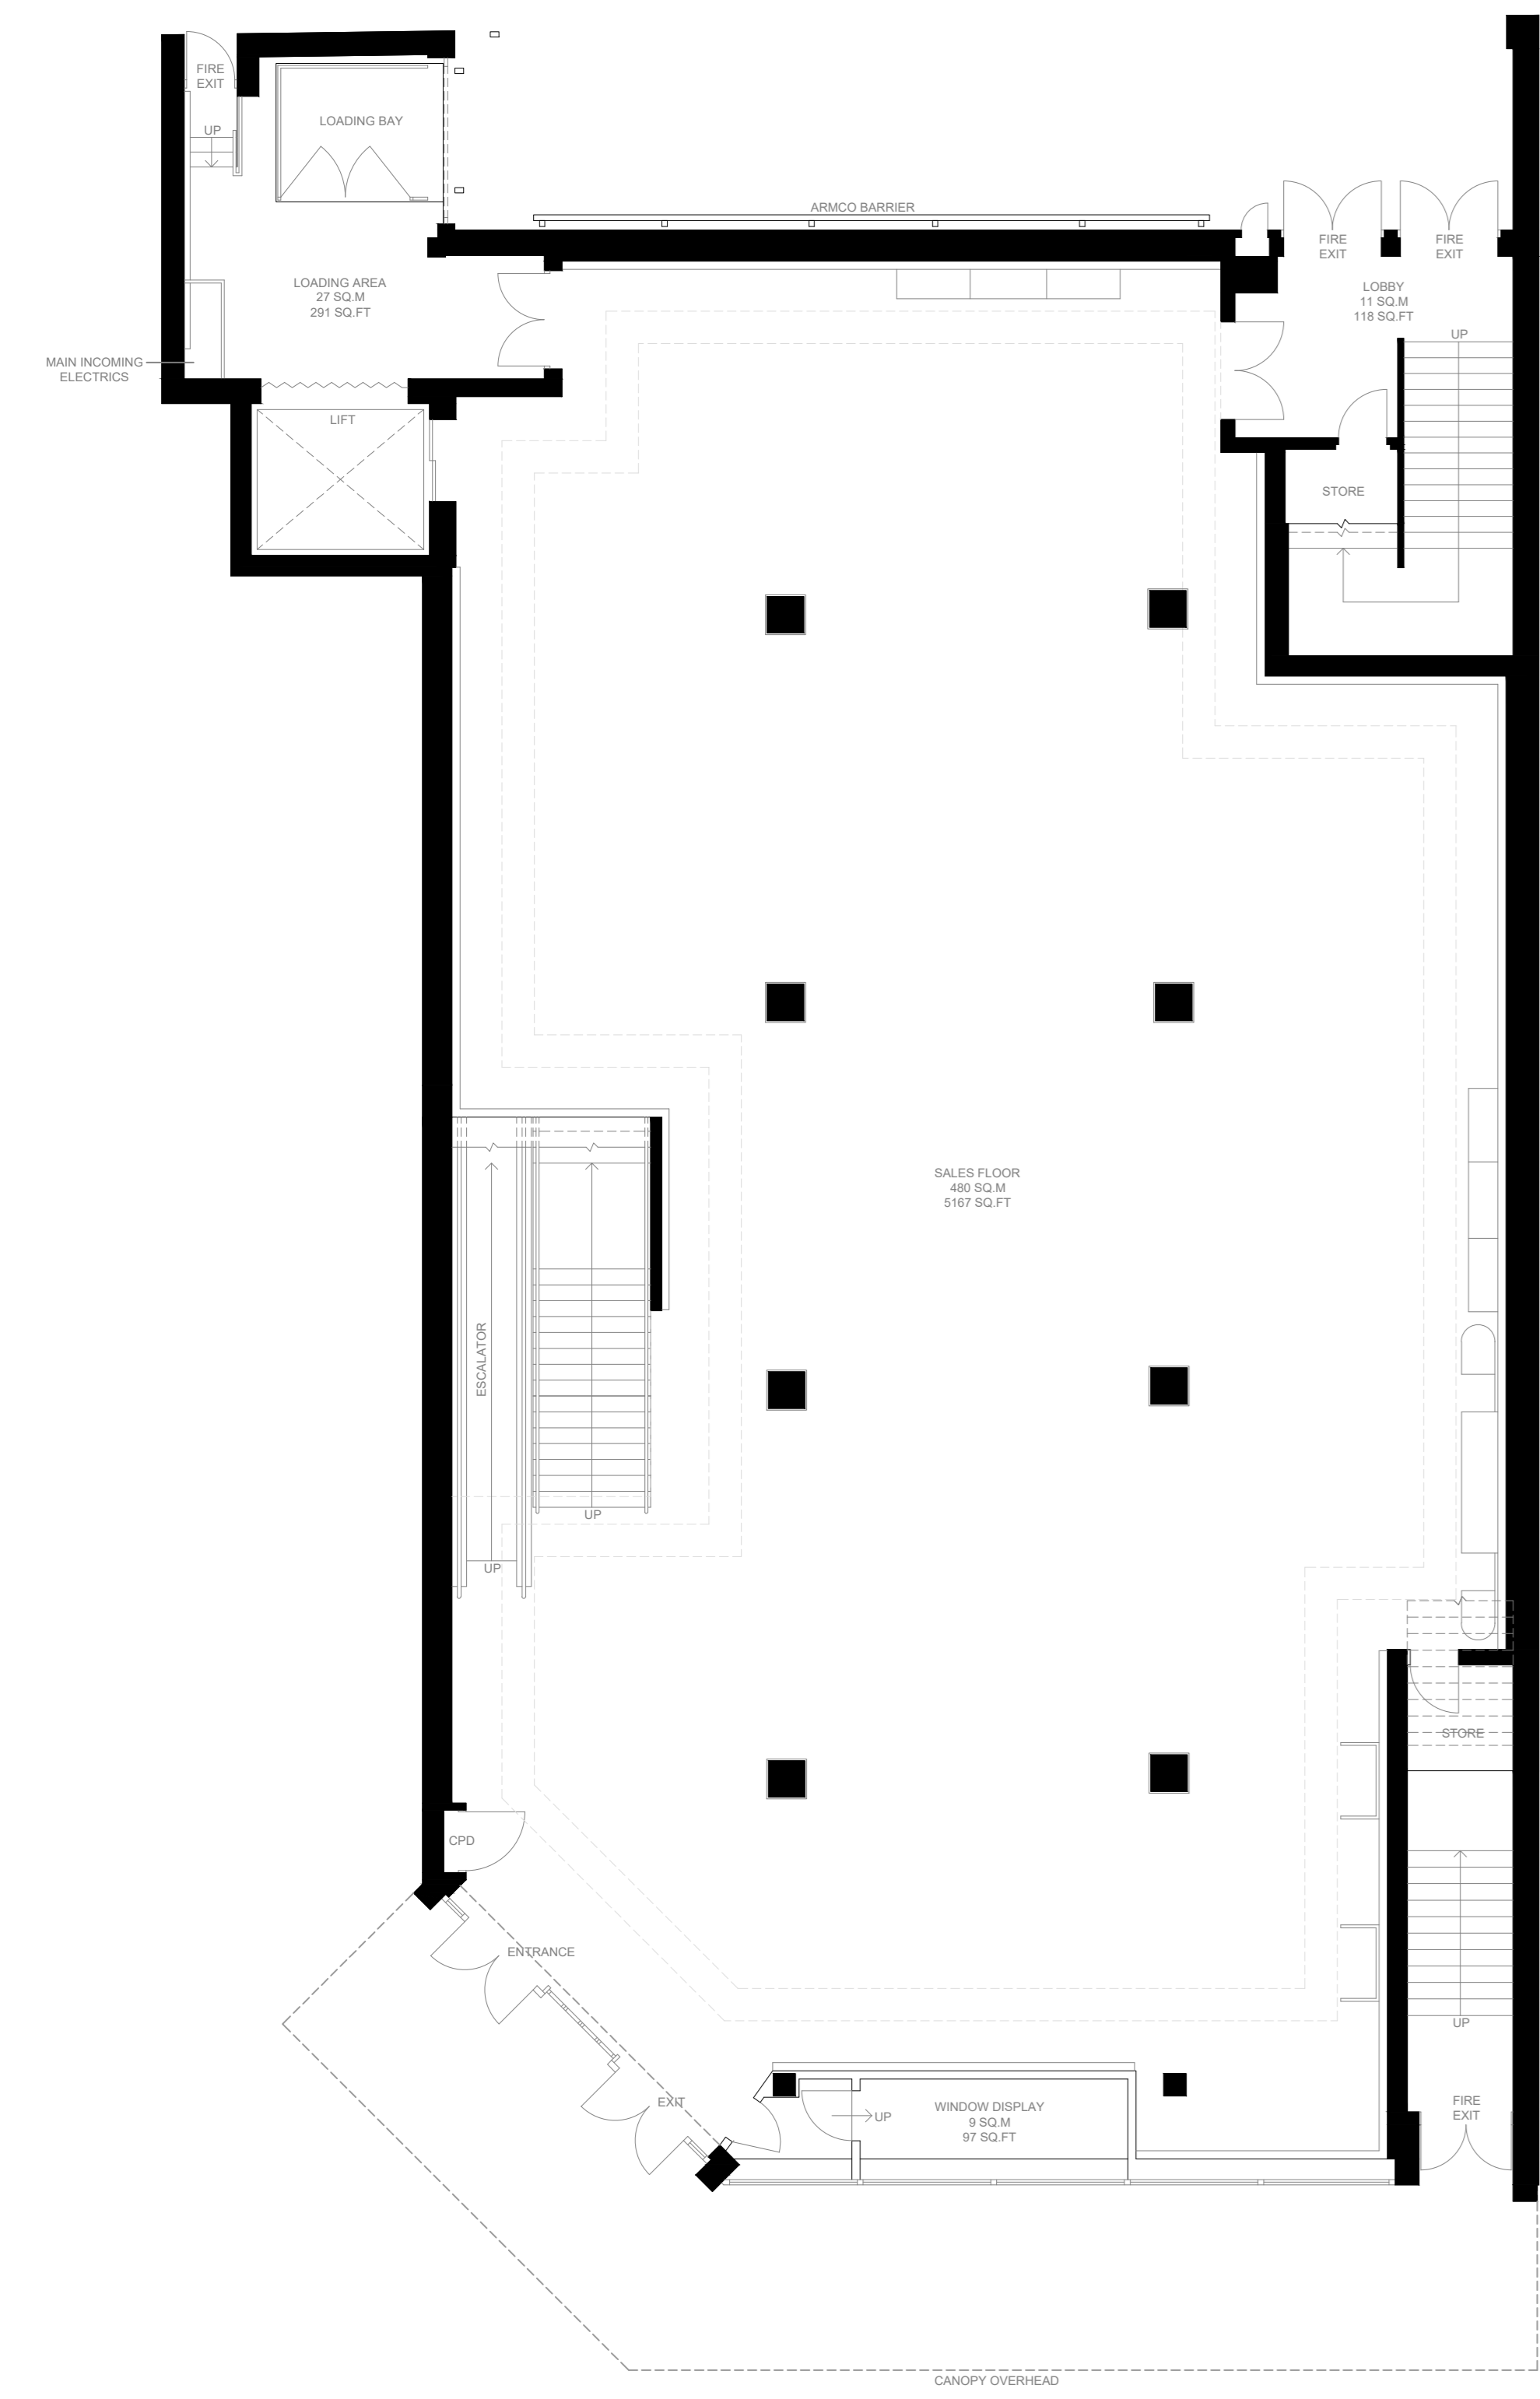 FIRE
EXIT
LOADING BAY
UP
ARMCO BARRIER
FIRE
EXIT
FIRE
EXIT
LOADING AREA
27 SQ.M
291 SQ.FT
LOBBY
11 SQ.M
118 SQ.FT
UP
MAIN INCOMING
ELECTRICS
LIFT
STORE
SALES FLOOR
480 SQ.M
5167 SQ.FT
ESCALATOR
UP
UP
STORE
CPD
ENTRANCE
UP
EXIT
UP
WINDOW DISPLAY
9 SQ.M
97 SQ.FT
FIRE
EXIT
CANOPY OVERHEAD